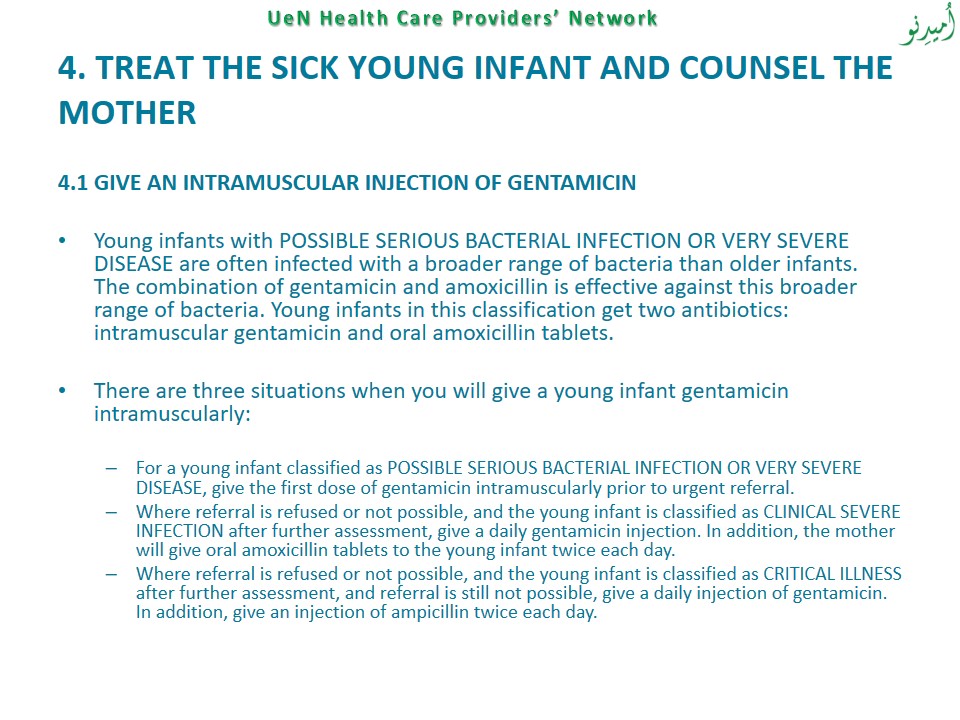 UeN Health Care Providers’ Network
اُمیدِنو
4. TREAT THE SICK YOUNG INFANT AND COUNSEL THE
MOTHER
4.1 GIVE AN INTRAMUSCULAR INJECTION OF GENTAMICIN
• Young infants with POSSIBLE SERIOUS BACTERIAL INFECTION OR VERY SEVERE
DISEASE are often infected with a broader range of bacteria than older infants.
The combination of gentamicin and amoxicillin is effective against this broader
range of bacteria. Young infants in this classification get two antibiotics:
intramuscular gentamicin and oral amoxicillin tablets.
• There are three situations when you will give a young infant gentamicin
intramuscularly:
– For a young infant classified as POSSIBLE SERIOUS BACTERIAL INFECTION OR VERY SEVERE
DISEASE, give the first dose of gentamicin intramuscularly prior to urgent referral.
– Where referral is refused or not possible, and the young infant is classified as CLINICAL SEVERE
INFECTION after further assessment, give a daily gentamicin injection. In addition, the mother
will give oral amoxicillin tablets to the young infant twice each day.
– Where referral is refused or not possible, and the young infant is classified as CRITICAL ILLNESS
after further assessment, and referral is still not possible, give a daily injection of gentamicin.
In addition, give an injection of ampicillin twice each day.